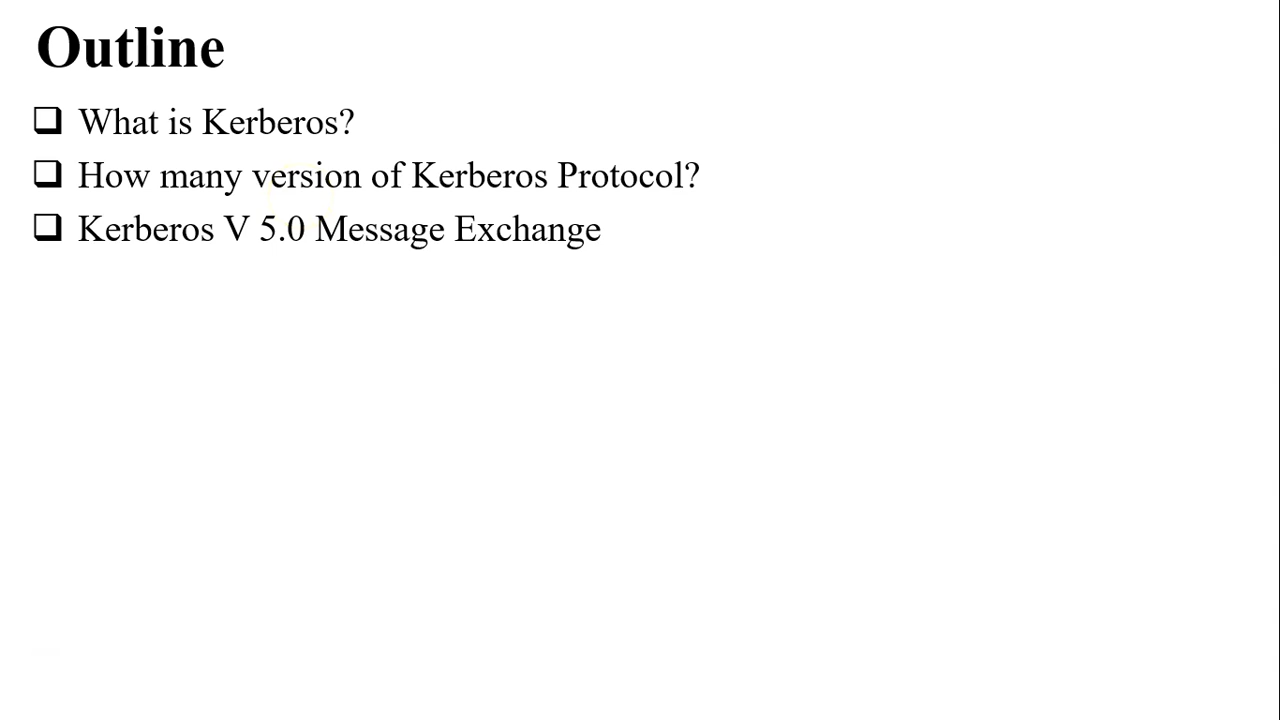 Outline
❑ What is Kerberos?
❑ How many version of Kerberos Protocol?
❑ Kerberos V 5.0 Message Exchange